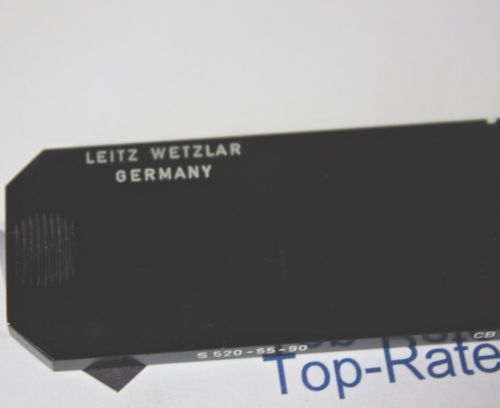 LEITZ WETZLAR
GERMANY
S 520-55-90
CB
Top-Rate